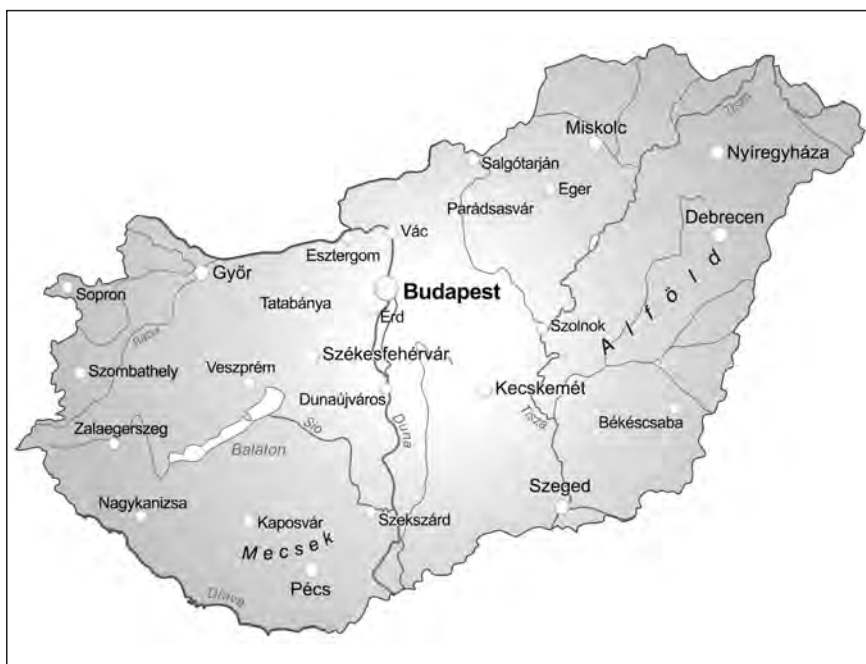 Tisza
Miskolc
Nyíregyháza
Salgótarján
Eger
Parádsasvár
Debrecen
Vác
Esztergom
Győr
Sopron
Tatabánya
Budapest
Érd
Alföld
Szolnok
Rába
Székesfehérvár
Veszprém
Szombathely
Dunaújváros
Kecskemét
Duna
Tisza
Békéscsaba
Sió
Zalaegerszeg
Balaton
Szeged
Nagykanizsa
Kaposvár
Szekszárd
Mecsek
Pécs
Dráva